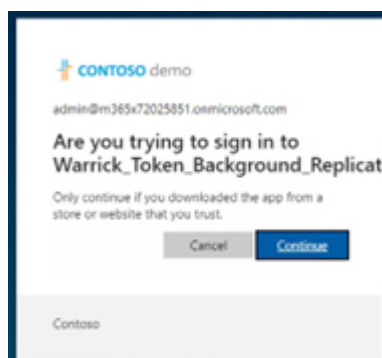 CONTOSO demo
admin@m365x72025851.onmicrosoft.com
Are you trying to sign in to
Warrick_Token_Background_Replicat
Only continue if you downloaded the app from a
store or website that you trust.
Cancel Continue
Contoso